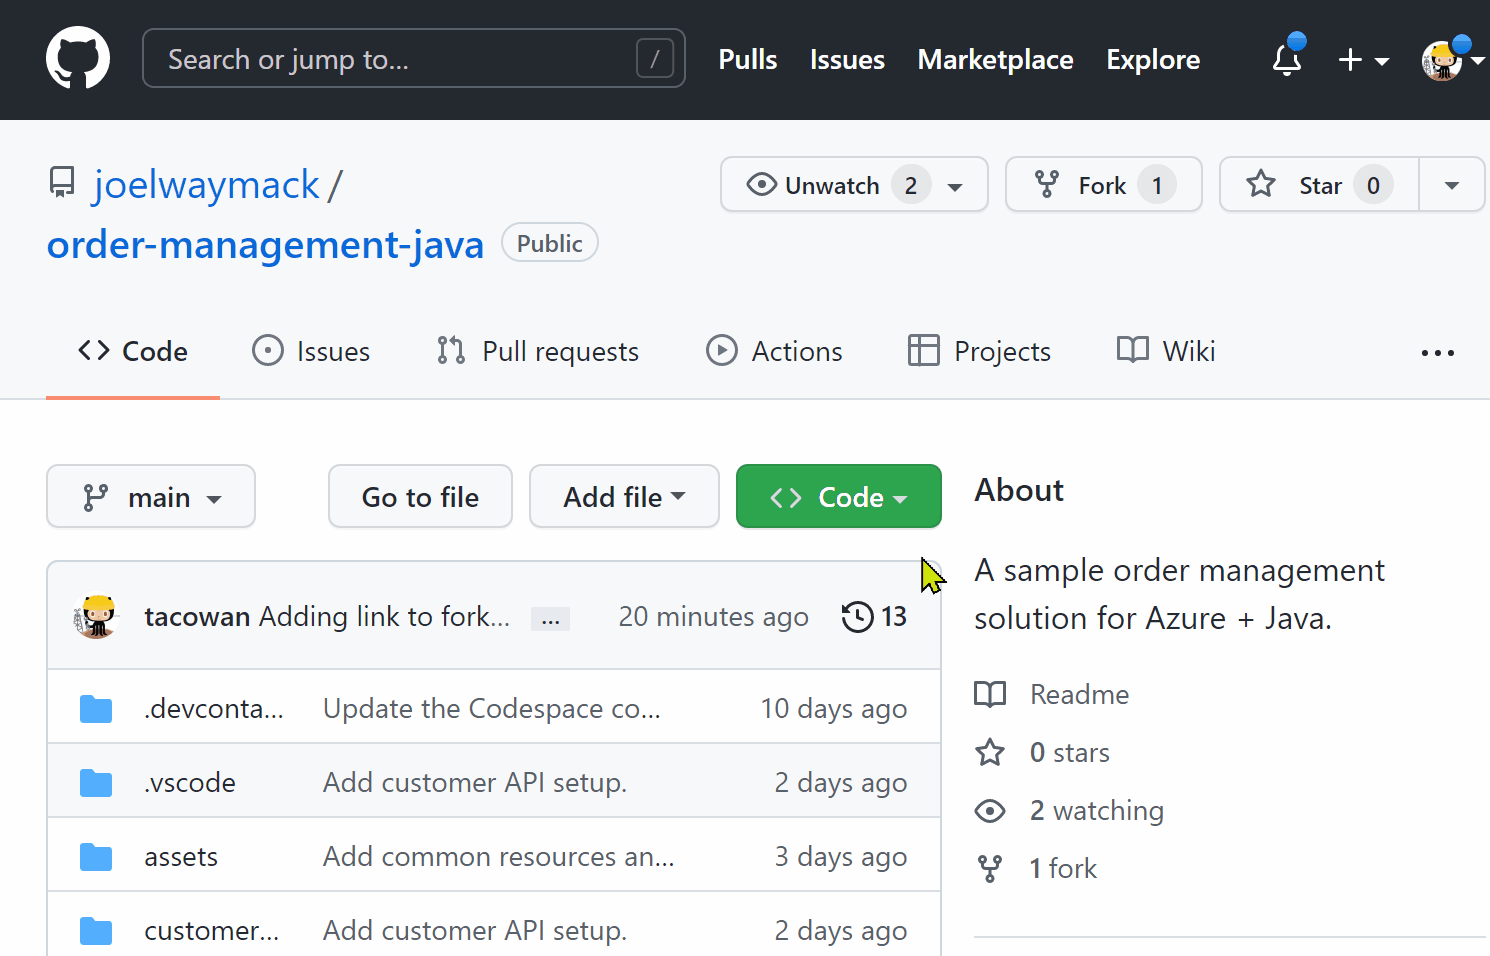 Search or jump to... /
Pulls Issues Marketplace Explore
joelwaymack /
order-management-java Public
Unwatch 2
Fork 1
Star 0
Code Issues Pull requests Actions Projects Wiki
main Go to file Add file Code
tacowan Adding link to fork... ... 20 minutes ago 13
.devconta... Update the Codespace co... 10 days ago
.vscode Add customer API setup. 2 days ago
assets Add common resources an... 3 days ago
customer... Add customer API setup. 2 days ago
About
A sample order management
solution for Azure + Java.
Readme
0 stars
2 watching
1 fork